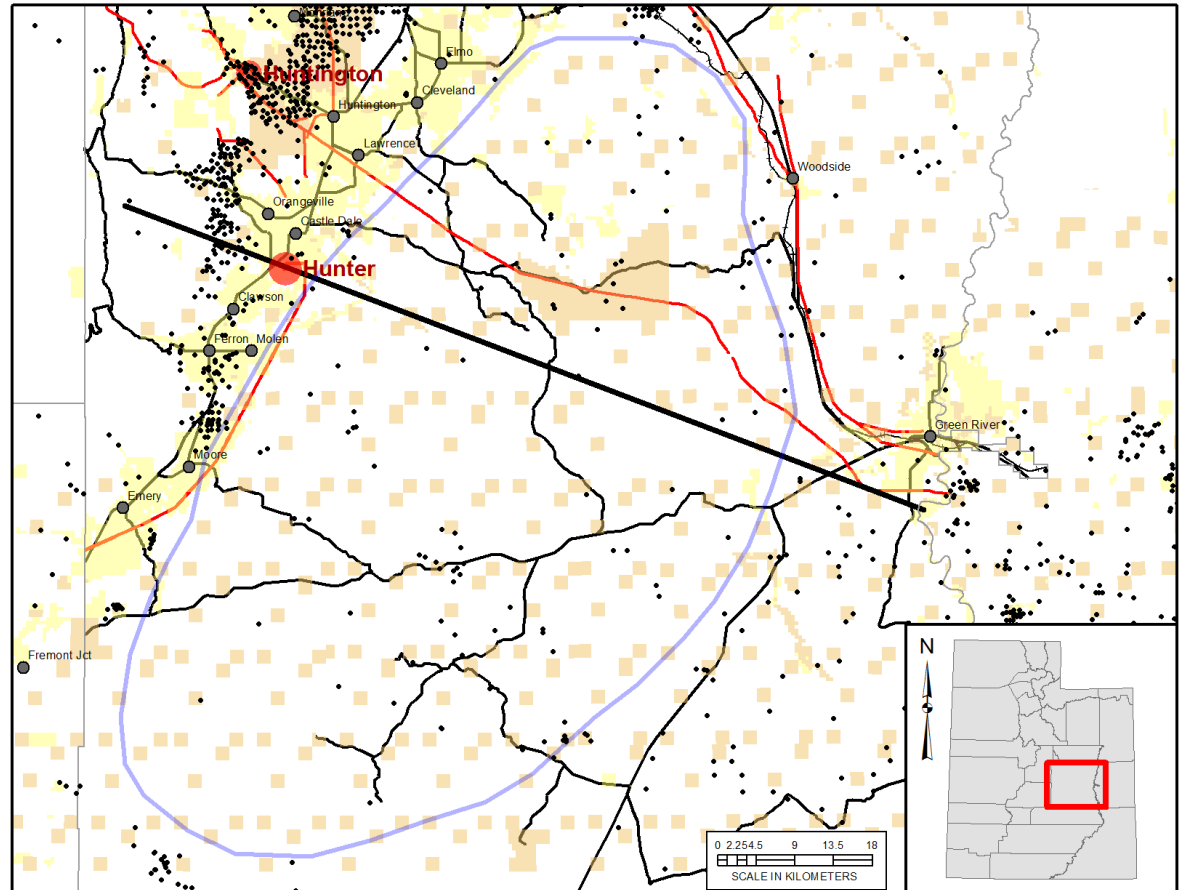 Elmo
Huntington
Cleveland
Huntington
Lawrence
Woodside
Orangeville
Castle Dale
Hunter
Clawson
Ferron
Molen
Green River
Moore
Emery
Fremont Jct
N
0 2.25 4.5 9 13.5 18
SCALE IN KILOMETERS